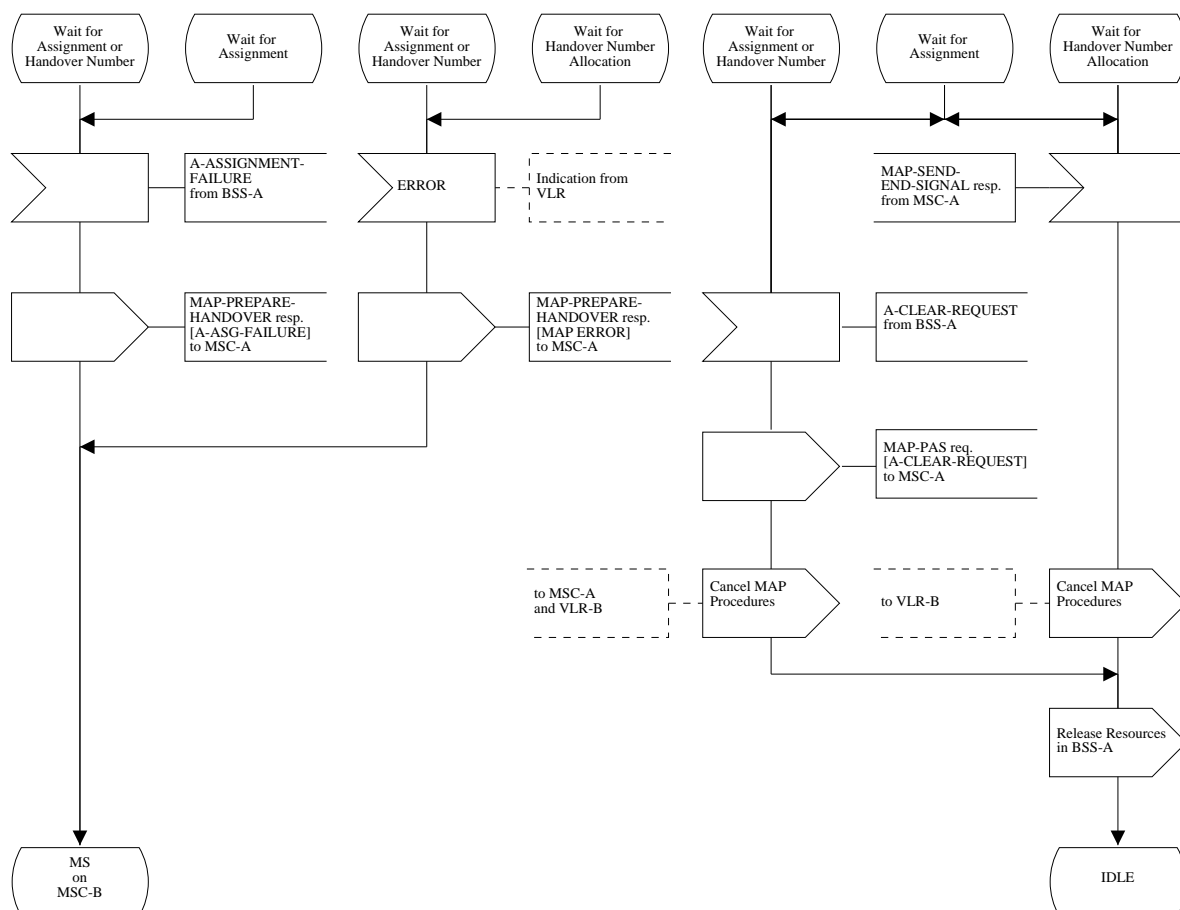 Wait for
Assignment or
Handover Number
Wait for
Assignment
Wait for
Assignment or
Handover Number
Wait for
Handover Number
Allocation
Wait for
Assignment or
Handover Number
Wait for
Assignment
Wait for
Handover Number
Allocation
A-ASSIGNMENT-
FAILURE
from BSS-A
ERROR
Indication from
VLR
MAP-SEND-
END-SIGNAL resp.
from MSC-A
MAP-PREPARE-
HANDOVER resp.
[A-ASG-FAILURE]
to MSC-A
MAP-PREPARE-
HANDOVER resp.
[MAP ERROR]
to MSC-A
A-CLEAR-REQUEST
from BSS-A
MAP-PAS req.
[A-CLEAR-REQUEST]
to MSC-A
to MSC-A
and VLR-B
Cancel MAP
Procedures
to VLR-B
Cancel MAP
Procedures
Release Resources
in BSS-A
MS
on
MSC-B
IDLE